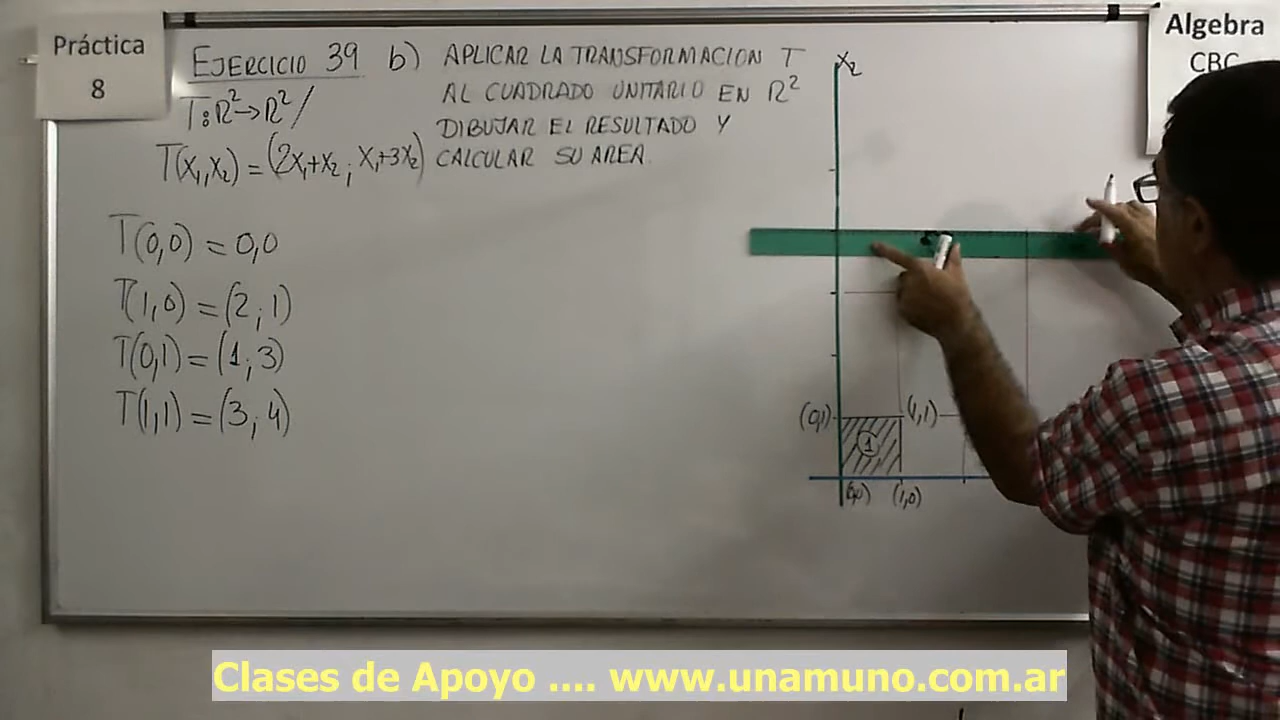 Práctica
8
Algebra
CBC
EJERCICIO 39 b) APLICAR LA TRANSFORMACION T
AL CUADRADO UNITARIO EN R²
DIBUJAR EL RESULTADO Y
CALCULAR SU AREA.
T:R²→R²/
T(x₁,x₂)=(2x₁+x₂;x₁+3x₂)
T(0,0)=0,0
T(1,0)=(2;1)
T(0,1)=(1;3)
T(1,1)=(3;4)
x₂
(0,1)
(1,1)
1
(0,0)
(1,0)
Clases de Apoyo .... www.unamuno.com.ar